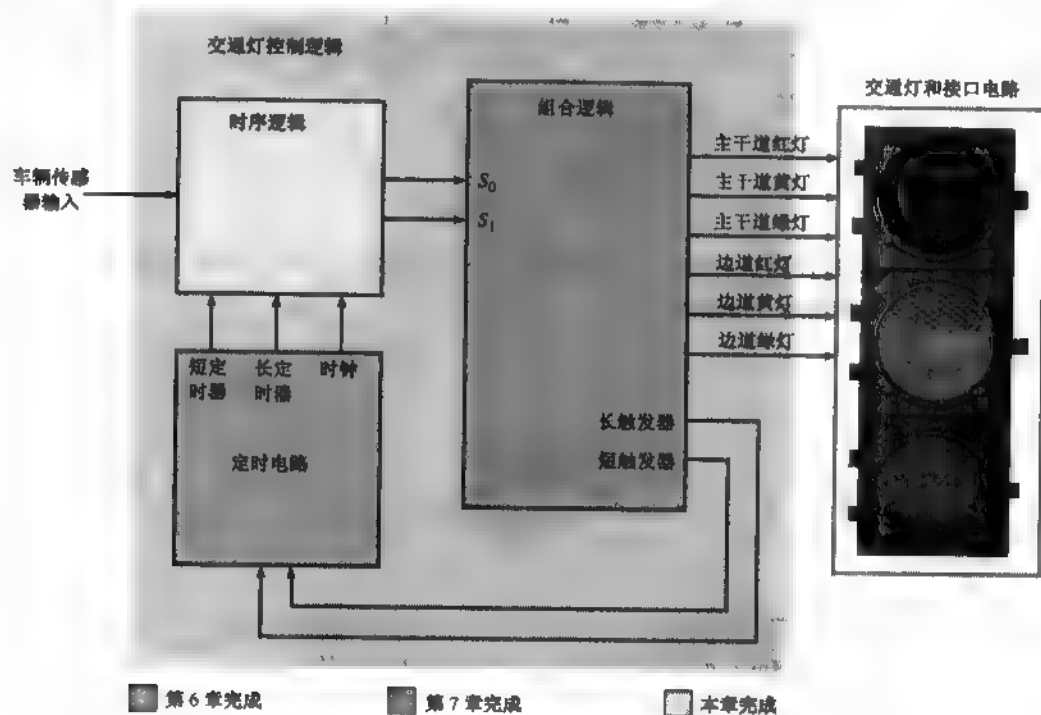 交通灯控制逻辑
交通灯和接口电路
时序逻辑
组合逻辑
车辆传感
器输入
S₀
S₁
主干道红灯
主干道黄灯
主干道绿灯
边道红灯
边道黄灯
边道绿灯
短定
时器
长定
时器
时钟
定时电路
长触发器
短触发器
第6章完成
第7章完成
本章完成